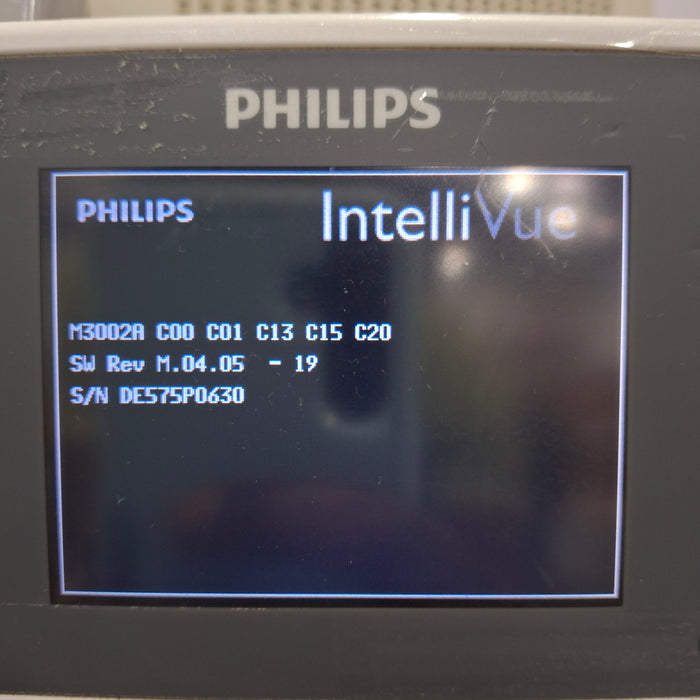 PHILIPS
PHILIPS IntelliVue
M3002A C00 C01 C13 C15 C20
SW Rev M.04.05 - 19
S/N DE575P0630